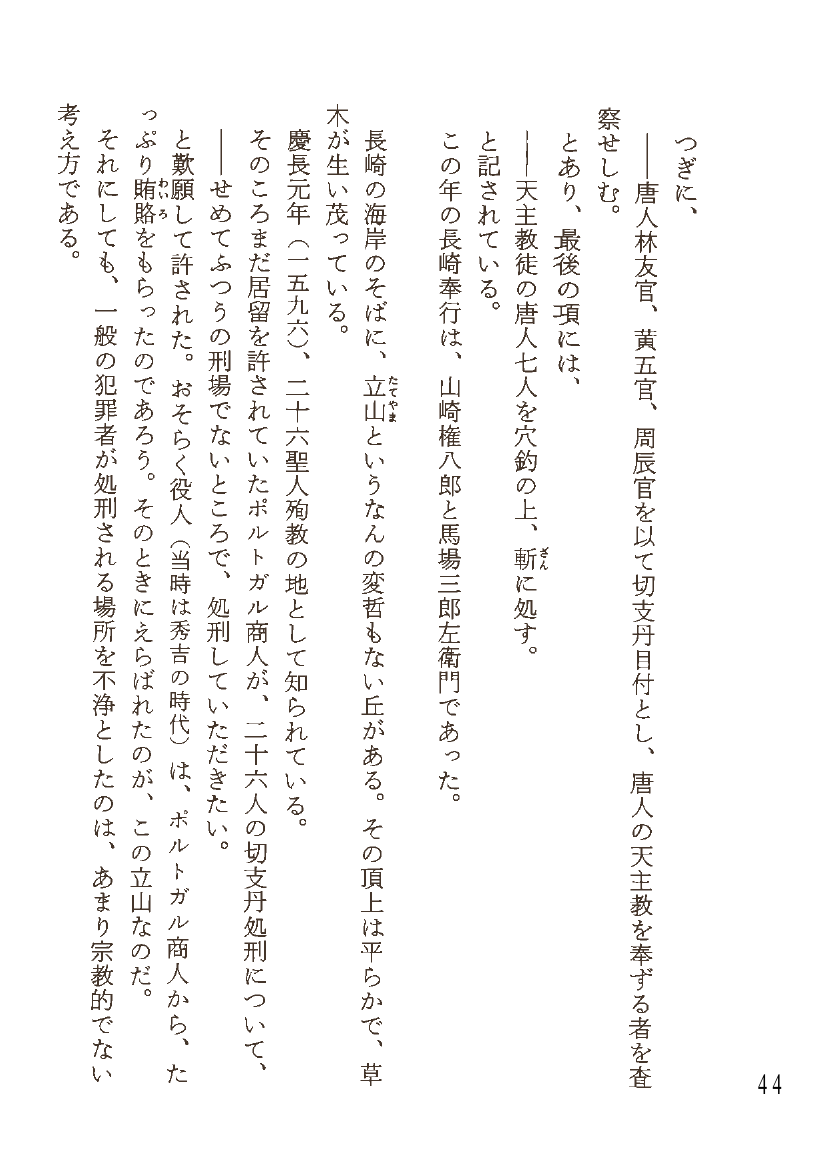 つぎに、
――唐人林友官、黄五官、周辰官を以て切支丹目付とし、唐人の天主教を奉ずる者を査
察せしむ。
とあり、最後の項には、
――天主教徒の唐人七人を穴釣の上、斬に処す。
と記されている。
この年の長崎奉行は、山崎権八郎と馬場三郎左衛門であった。
長崎の海岸のそばに、立山というなんの変哲もない丘がある。その頂上は平らかで、草
木が生い茂っている。
慶長元年（一五九六）、二十六聖人殉教の地として知られている。
そのころまだ居留を許されていたポルトガル商人が、二十六人の切支丹処刑について、
――せめてふつうの刑場でないところで、処刑していただきたい。
と歎願して許された。おそらく役人（当時は秀吉の時代）は、ポルトガル商人から、た
っぷり賄賂をもらったのであろう。そのときにえらばれたのが、この立山なのだ。
それにしても、一般の犯罪者が処刑される場所を不浄としたのは、あまり宗教的でない
考え方である。
ざん
たてやま
わいろ
44